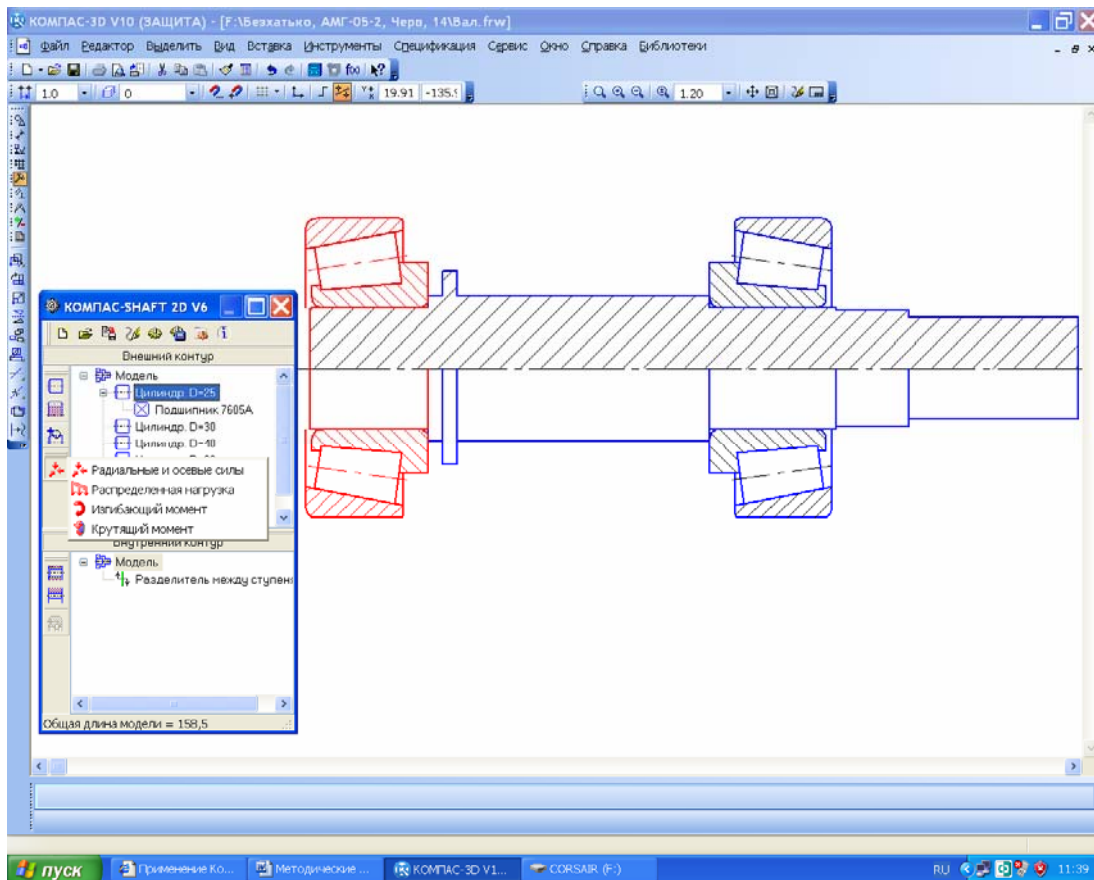 КОМПАС-3D V10 (ЗАЩИТА) - [F:\Безхатько, АМГ-05-2, Черв, 14\Вал.frw]
Файл Редактор Выделить Вид Вставка Инструменты Спецификация Сервис Окно Справка Библиотеки
1.0 0 19.91 -135.9 1.20
КОМПАС-SHAFT 2D V6
Внешний контур
Модель
Цилиндр. D=25
Подшипник 7605А
Цилиндр. D=30
Цилиндр. D=40
Радиальные и осевые силы
Распределенная нагрузка
Изгибающий момент
Крутящий момент
Внутренний контур
Модель
Разделитель между ступеня
Общая длина модели = 158,5
пуск Применение Ко... Методические ... КОМПАС-3D V1... CORSAIR (F:) RU 11:39